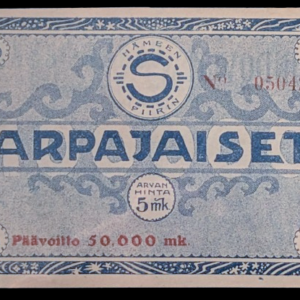 HÄMEEN
S
PIIRIN
No 0504
ARPAJAISET
ARVAN
HINTA
5 mk
Päävoitto 50.000 mk.